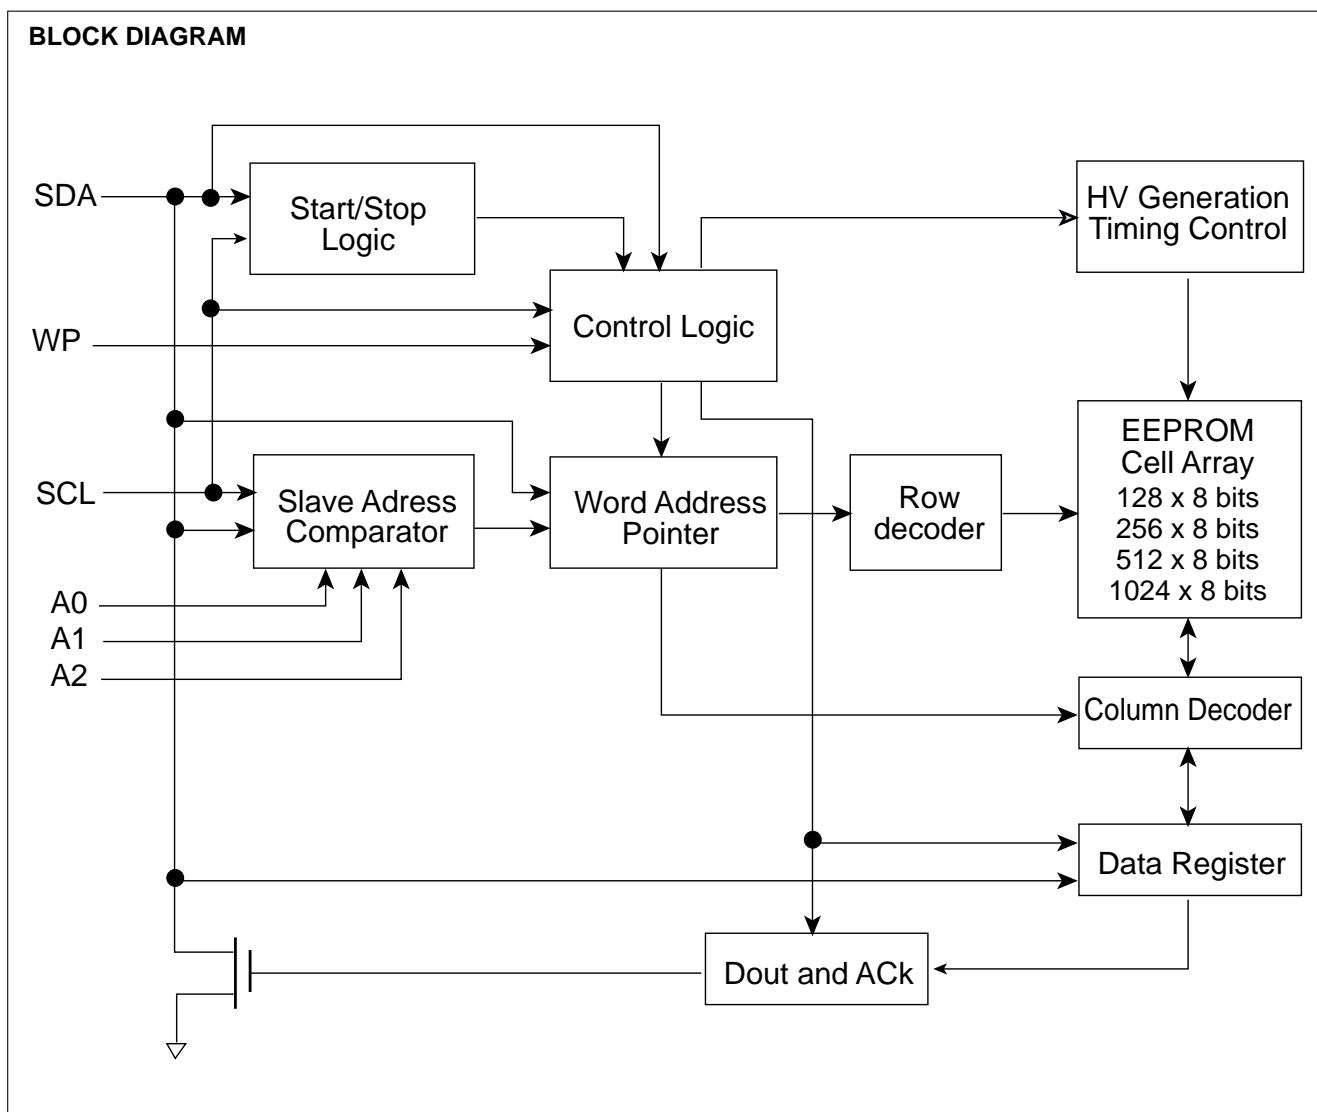 BLOCK DIAGRAM
SDA
Start/Stop
Logic
HV Generation
Timing Control
WP
Control Logic
SCL
Slave Adress
Comparator
Word Address
Pointer
Row
decoder
EEPROM
Cell Array
128 x 8 bits
256 x 8 bits
512 x 8 bits
1024 x 8 bits
A0
A1
A2
Column Decoder
Data Register
Dout and ACk